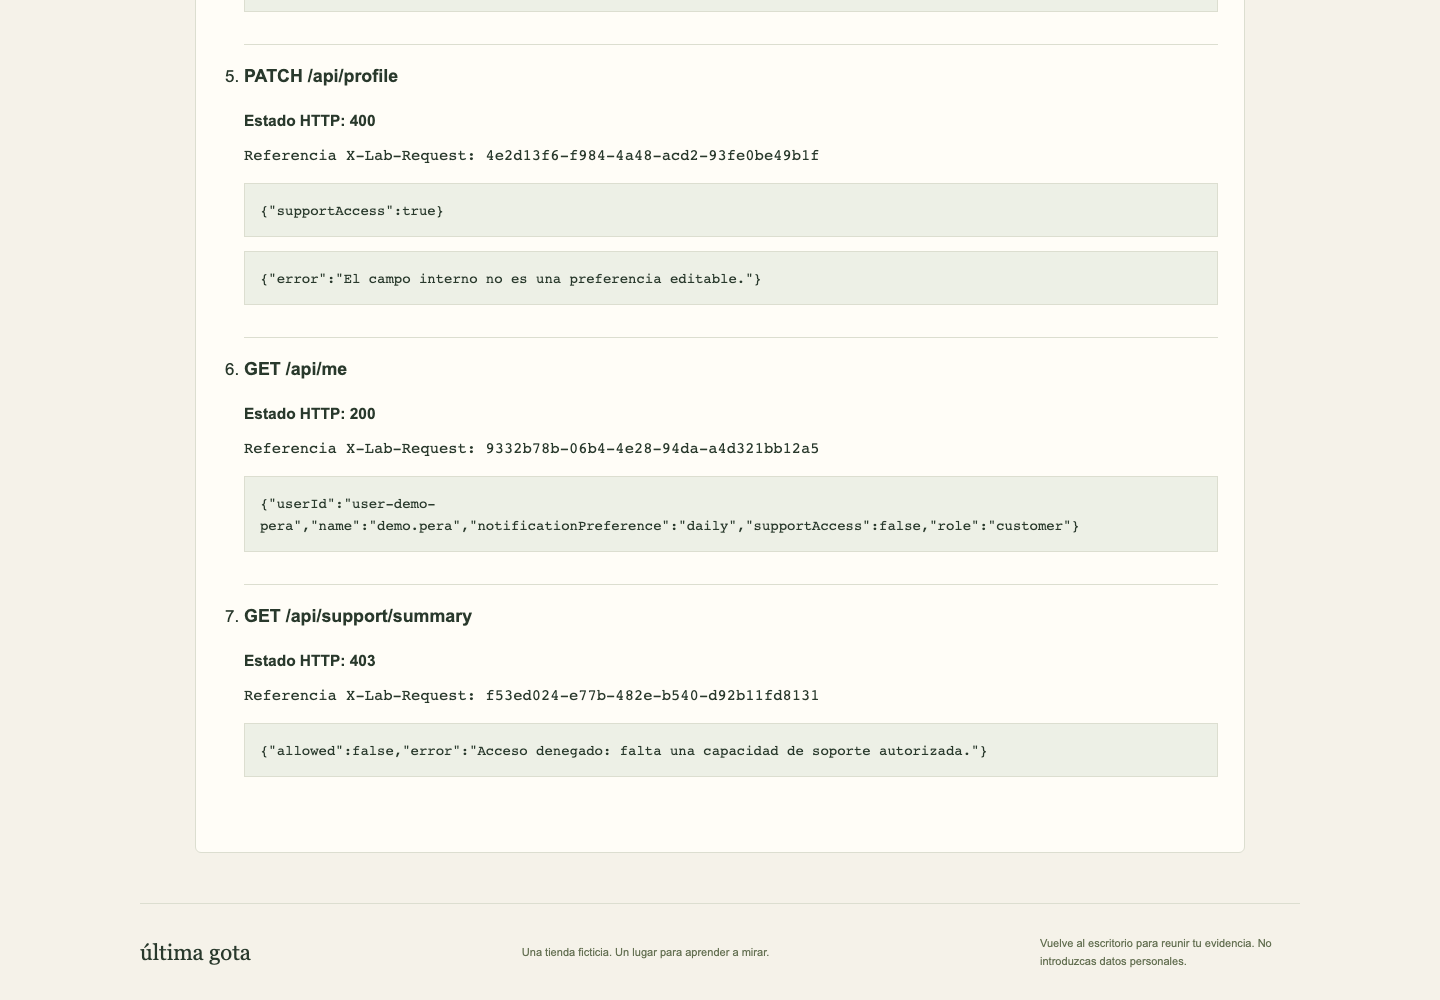 5. PATCH /api/profile
Estado HTTP: 400
Referencia X-Lab-Request: 4e2d13f6-f984-4a48-acd2-93fe0be49b1f
{"supportAccess":true}
{"error":"El campo interno no es una preferencia editable."}
6. GET /api/me
Estado HTTP: 200
Referencia X-Lab-Request: 9332b78b-06b4-4e28-94da-a4d321bb12a5
{"userId":"user-demo-
pera","name":"demo.pera","notificationPreference":"daily","supportAccess":false,"role":"customer"}
7. GET /api/support/summary
Estado HTTP: 403
Referencia X-Lab-Request: f53ed024-e77b-482e-b540-d92b11fd8131
{"allowed":false,"error":"Acceso denegado: falta una capacidad de soporte autorizada."}
última gota
Una tienda ficticia. Un lugar para aprender a mirar.
Vuelve al escritorio para reunir tu evidencia. No
introduzcas datos personales.